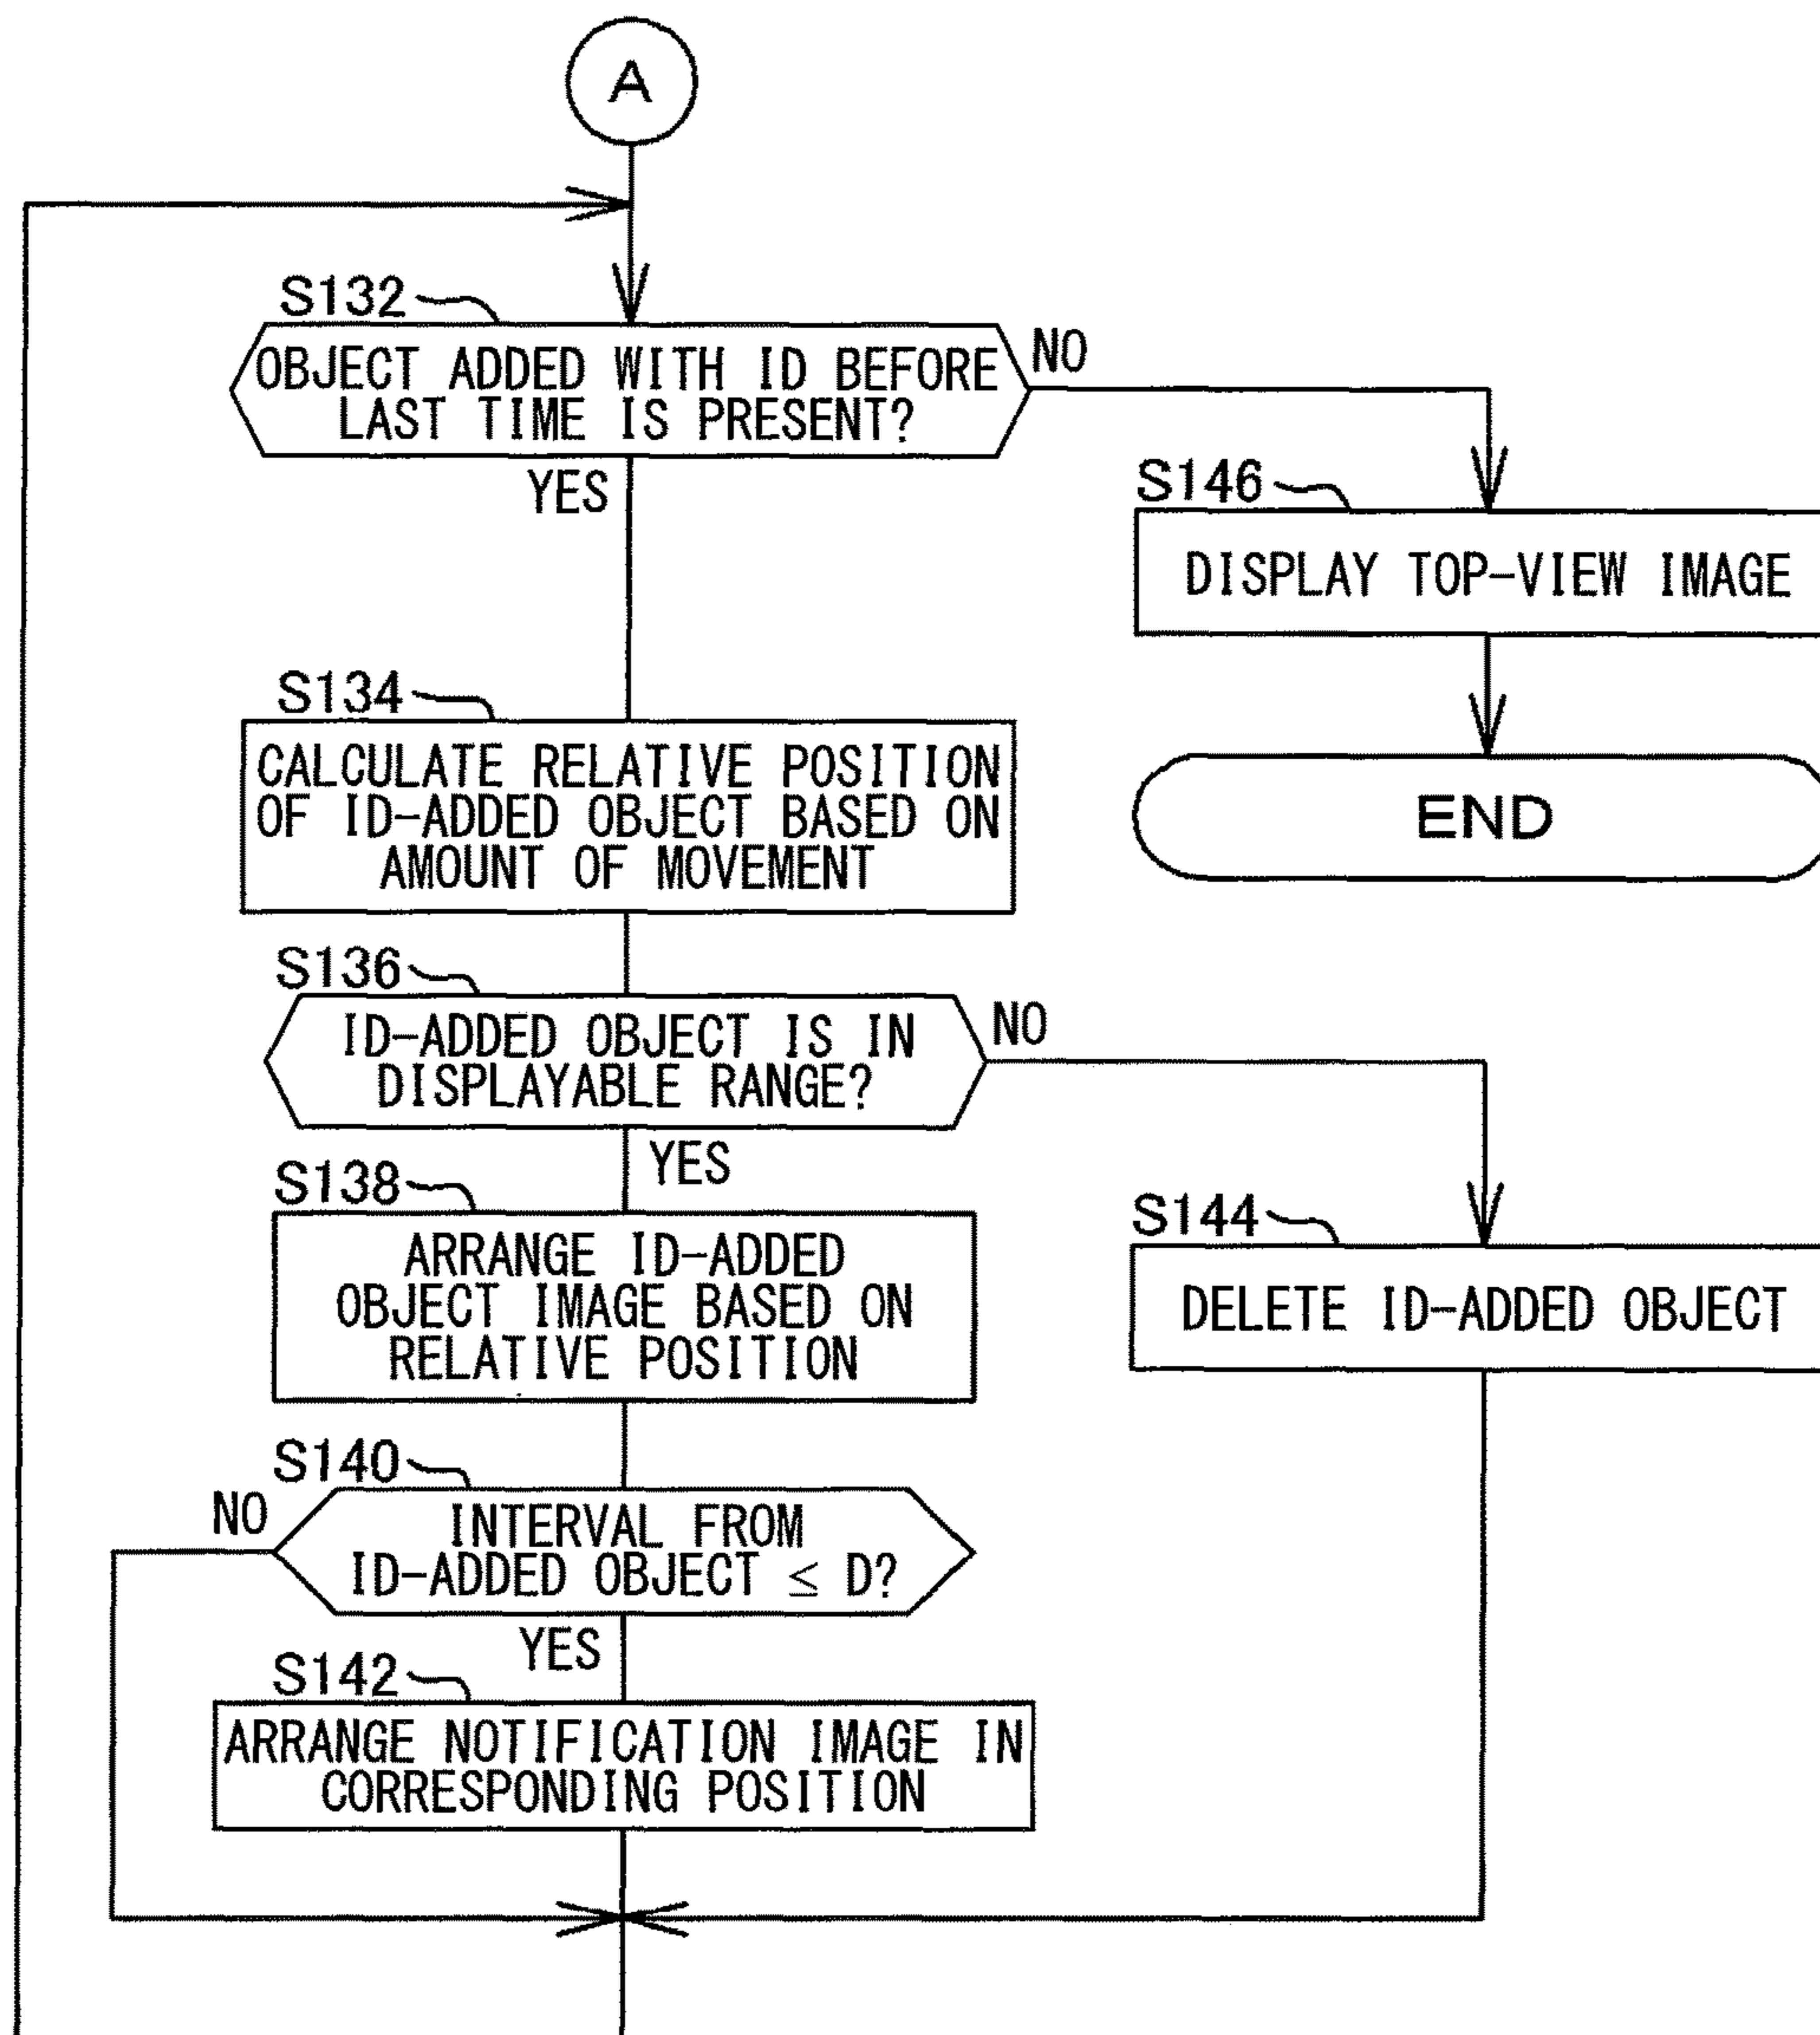 A
S132
OBJECT ADDED WITH ID BEFORE
LAST TIME IS PRESENT?
NO
YES
S146
DISPLAY TOP-VIEW IMAGE
END
S134
CALCULATE RELATIVE POSITION
OF ID-ADDED OBJECT BASED ON
AMOUNT OF MOVEMENT
S136
ID-ADDED OBJECT IS IN
DISPLAYABLE RANGE?
NO
YES
S138
ARRANGE ID-ADDED
OBJECT IMAGE BASED ON
RELATIVE POSITION
S144
DELETE ID-ADDED OBJECT
S140
NO
INTERVAL FROM
ID-ADDED OBJECT ≤ D?
YES
S142
ARRANGE NOTIFICATION IMAGE IN
CORRESPONDING POSITION